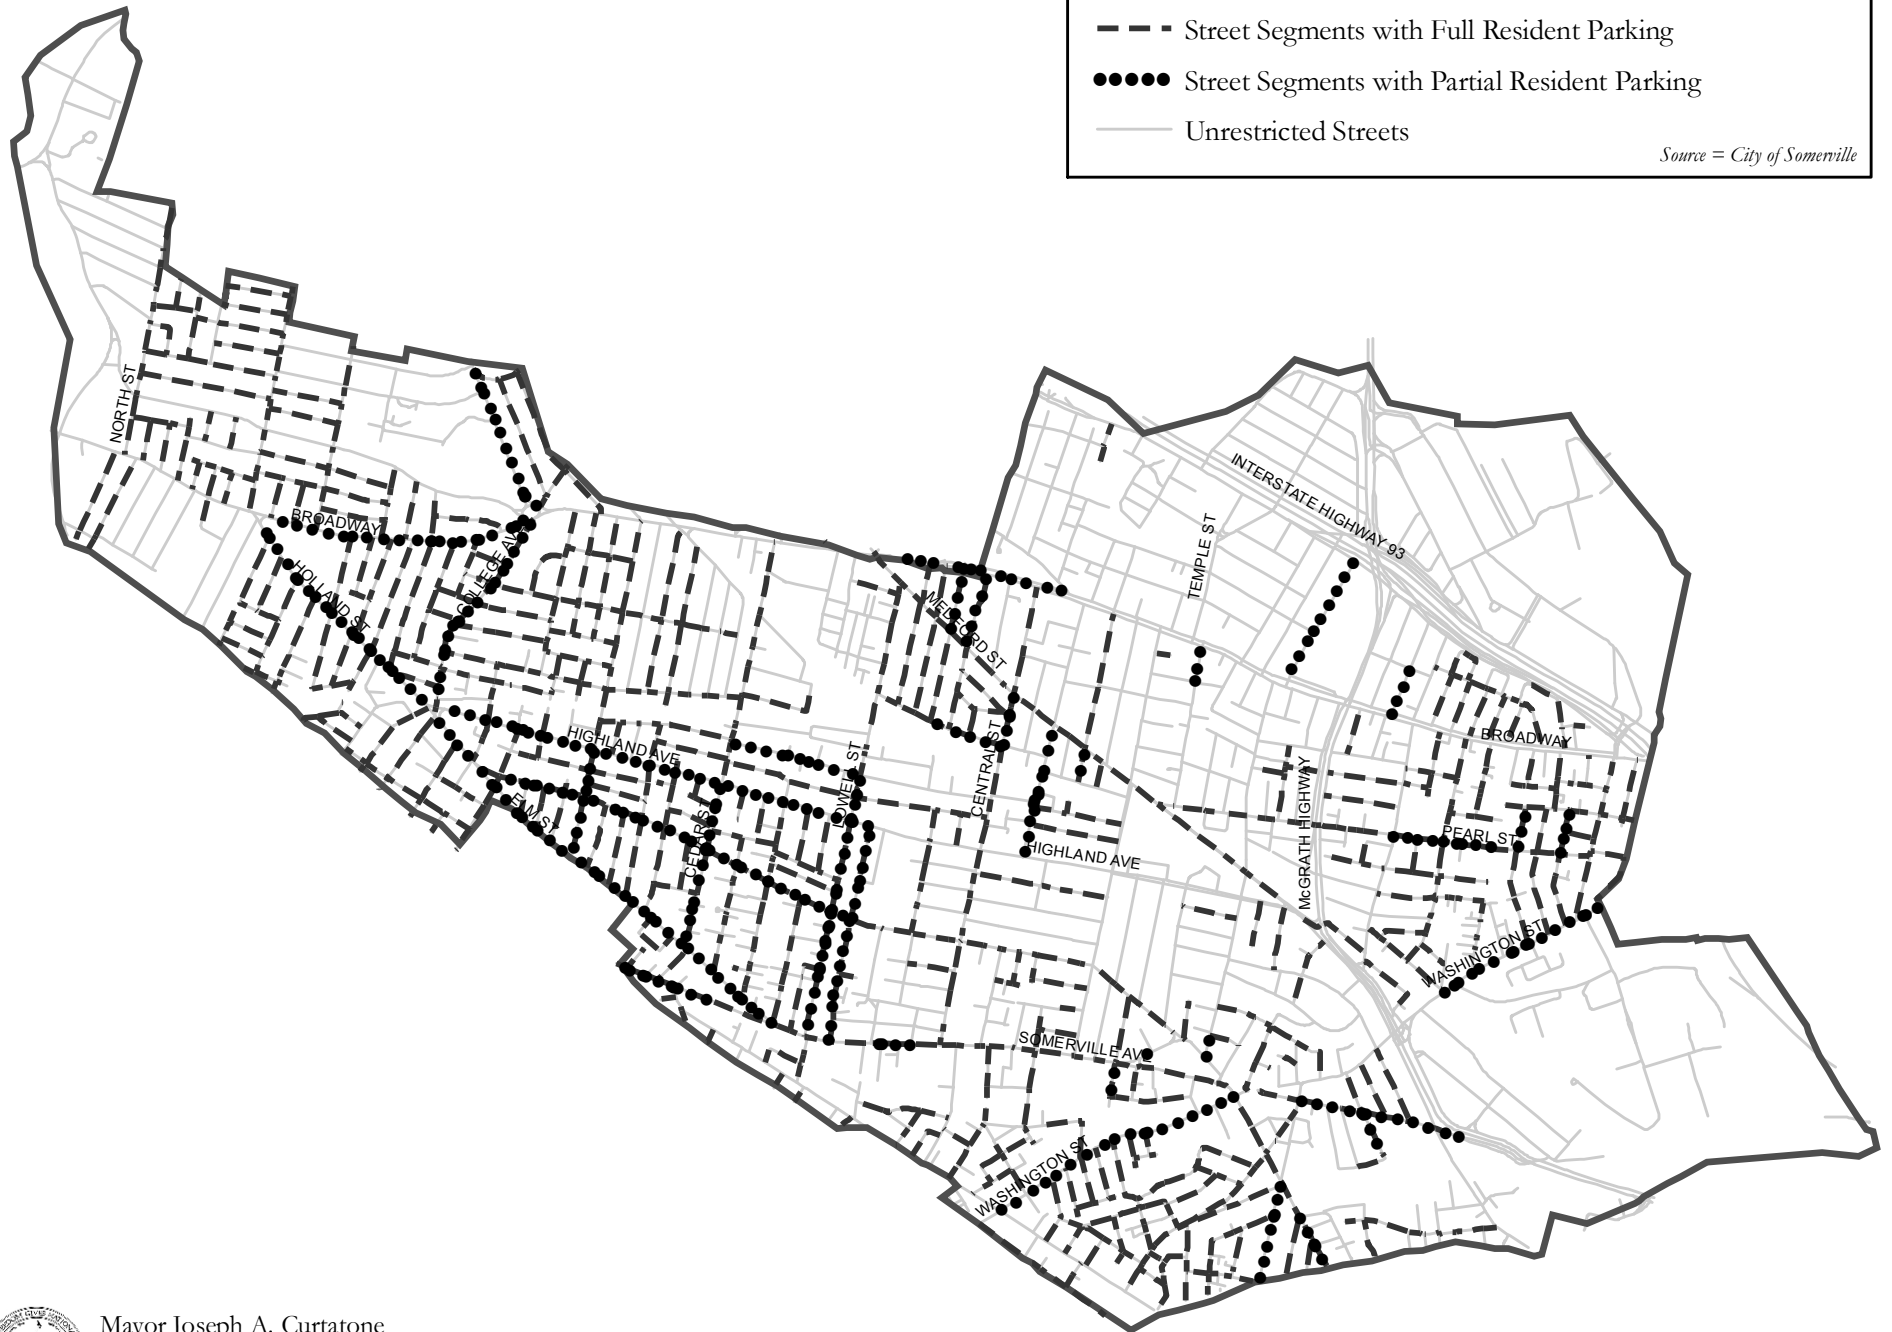 Street Segments with Full Resident Parking
Street Segments with Partial Resident Parking
Unrestricted Streets
Source = City of Somerville
NORTH ST
BROADWAY
HOLLAND ST
COLLEGE AVE
INTERSTATE HIGHWAY 93
TEMPLE ST
MEDFORD ST
HIGHLAND AVE
ELM ST
CEDAR ST
LOWELL ST
CENTRAL ST
HIGHLAND AVE
McGRATH HIGHWAY
BROADWAY
PEARL ST
WASHINGTON ST
SOMERVILLE AVE
WASHINGTON ST
Mayor Joseph A. Curtatone